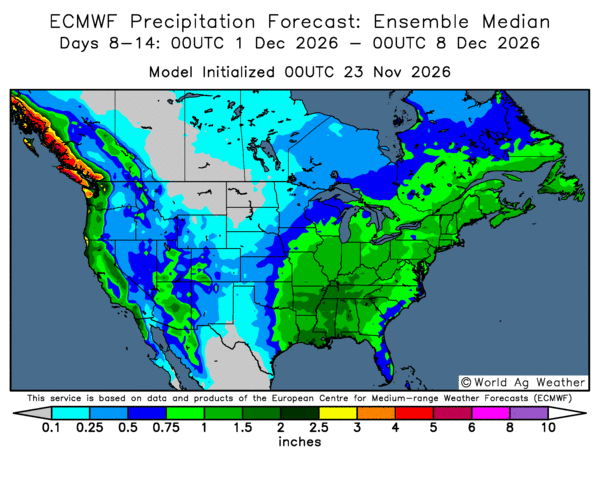 ECMWF Precipitation Forecast: Ensemble Median
Days 8-14: 00UTC 1 Dec 2026 - 00UTC 8 Dec 2026
Model Initialized 00UTC 23 Nov 2026
© World Ag Weather
This service is based on data and products of the European Centre for Medium-range Weather Forecasts (ECMWF)
0.1 0.25 0.5 0.75 1 1.5 2 2.5 3 4 5 6 8 10
inches